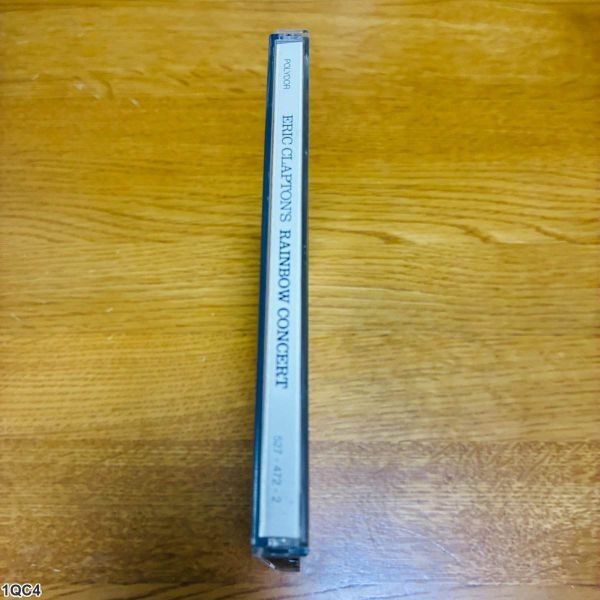 POLYDOR
ERIC CLAPTON'S RAINBOW CONCERT
527 · 472 - 2
1QC4